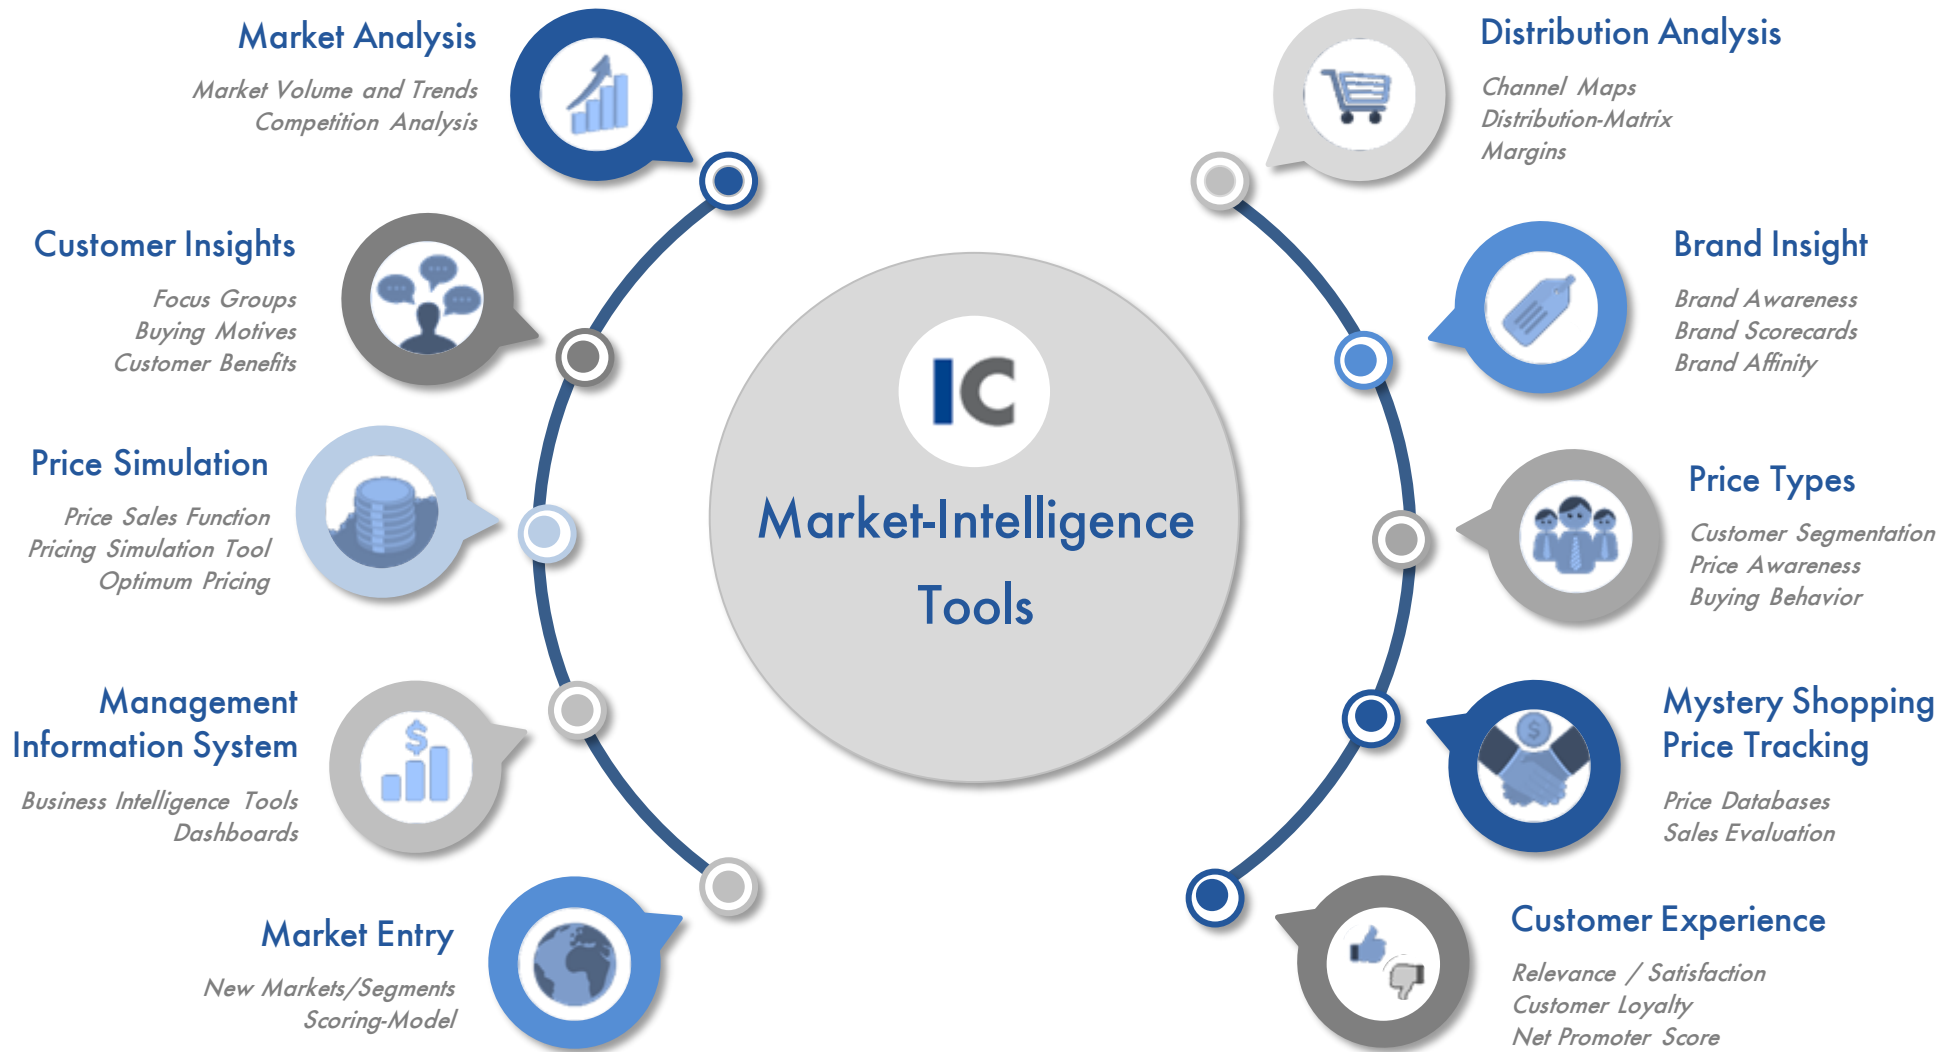 Market Analysis
Market Volume and Trends
Competition Analysis
Customer Insights
Focus Groups
Buying Motives
Customer Benefits
Price Simulation
Price Sales Function
Pricing Simulation Tool
Optimum Pricing
Management
Information System
$
Business Intelligence Tools
Dashboards
Market Entry
New Markets/Segments
Scoring-Model
IC
Market-Intelligence
Tools
Distribution Analysis
Channel Maps
Distribution-Matrix
Margins
Brand Insight
Brand Awareness
Brand Scorecards
Brand Affinity
Price Types
Customer Segmentation
Price Awareness
Buying Behavior
Mystery Shopping
Price Tracking
$
Price Databases
Sales Evaluation
Customer Experience
Relevance / Satisfaction
Customer Loyalty
Net Promoter Score